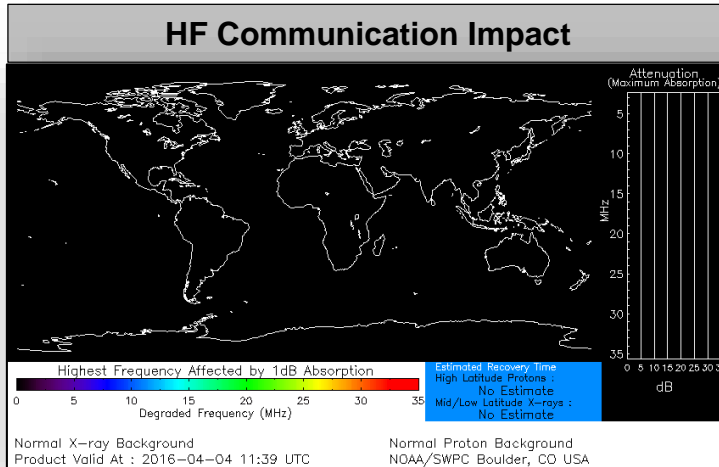 HF Communication Impact
Attenuation
(Maximum Absorption)
5
10
15
20
25
30
35
MHz
0 5 10 15 20 25 30
dB
Highest Frequency Affected by 1dB Absorption
0 5 10 15 20 25 30 35
Degraded Frequency (MHz)
Estimated Recovery Time
High Latitude Protons :
No Estimate
Mid/Low Latitude X-rays :
No Estimate
Normal X-ray Background
Normal Proton Background
Product Valid At : 2016-04-04 11:39 UTC
NOAA/SWPC Boulder, CO USA